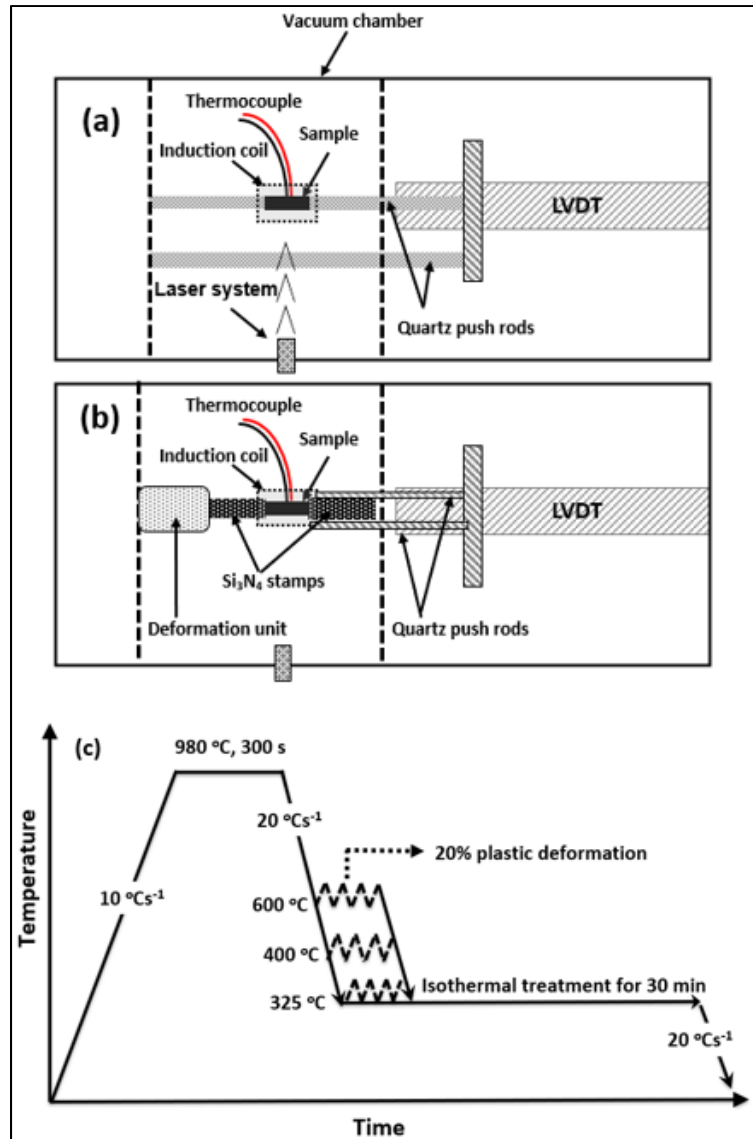 Vacuum chamber
(a)
Thermocouple
Sample
Induction coil
LVDT
Laser system
Quartz push rods
(b)
Thermocouple
Sample
Induction coil
LVDT
Si₃N₄ stamps
Deformation unit
Quartz push rods
(c)
980 °C, 300 s
20 °Cs⁻¹
20% plastic deformation
10 °Cs⁻¹
600 °C
400 °C
Isothermal treatment for 30 min
325 °C
20 °Cs⁻¹
Temperature
Time